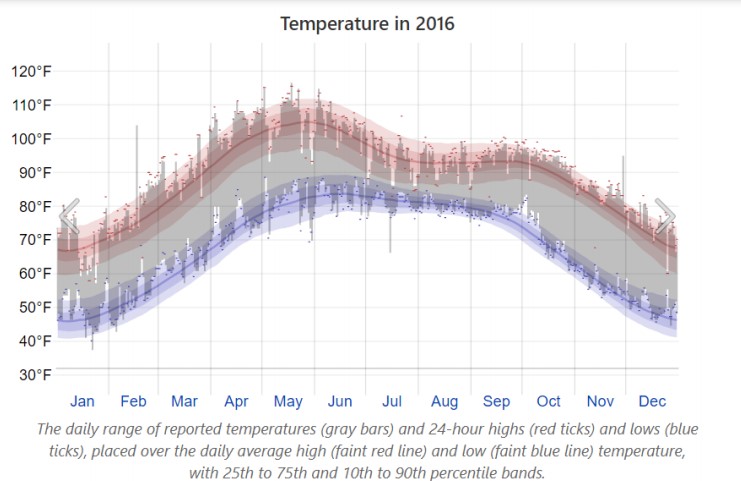 Temperature in 2016
120°F
110°F
100°F
90°F
80°F
70°F
60°F
50°F
40°F
30°F
Jan Feb Mar Apr May Jun Jul Aug Sep Oct Nov Dec
The daily range of reported temperatures (gray bars) and 24-hour highs (red ticks) and lows (blue
ticks), placed over the daily average high (faint red line) and low (faint blue line) temperature,
with 25th to 75th and 10th to 90th percentile bands.